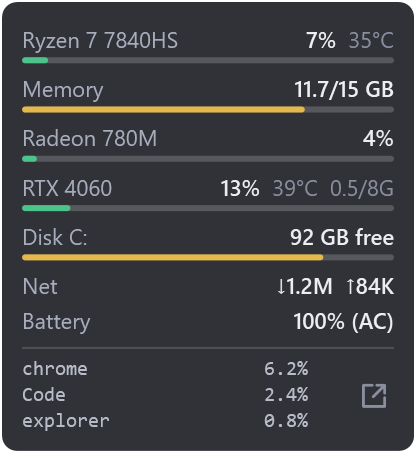 Ryzen 7 7840HS 7% 35°C
Memory 11.7/15 GB
Radeon 780M 4%
RTX 4060 13% 39°C 0.5/8G
Disk C: 92 GB free
Net ↓1.2M ↑84K
Battery 100% (AC)
chrome 6.2%
Code 2.4%
explorer 0.8%